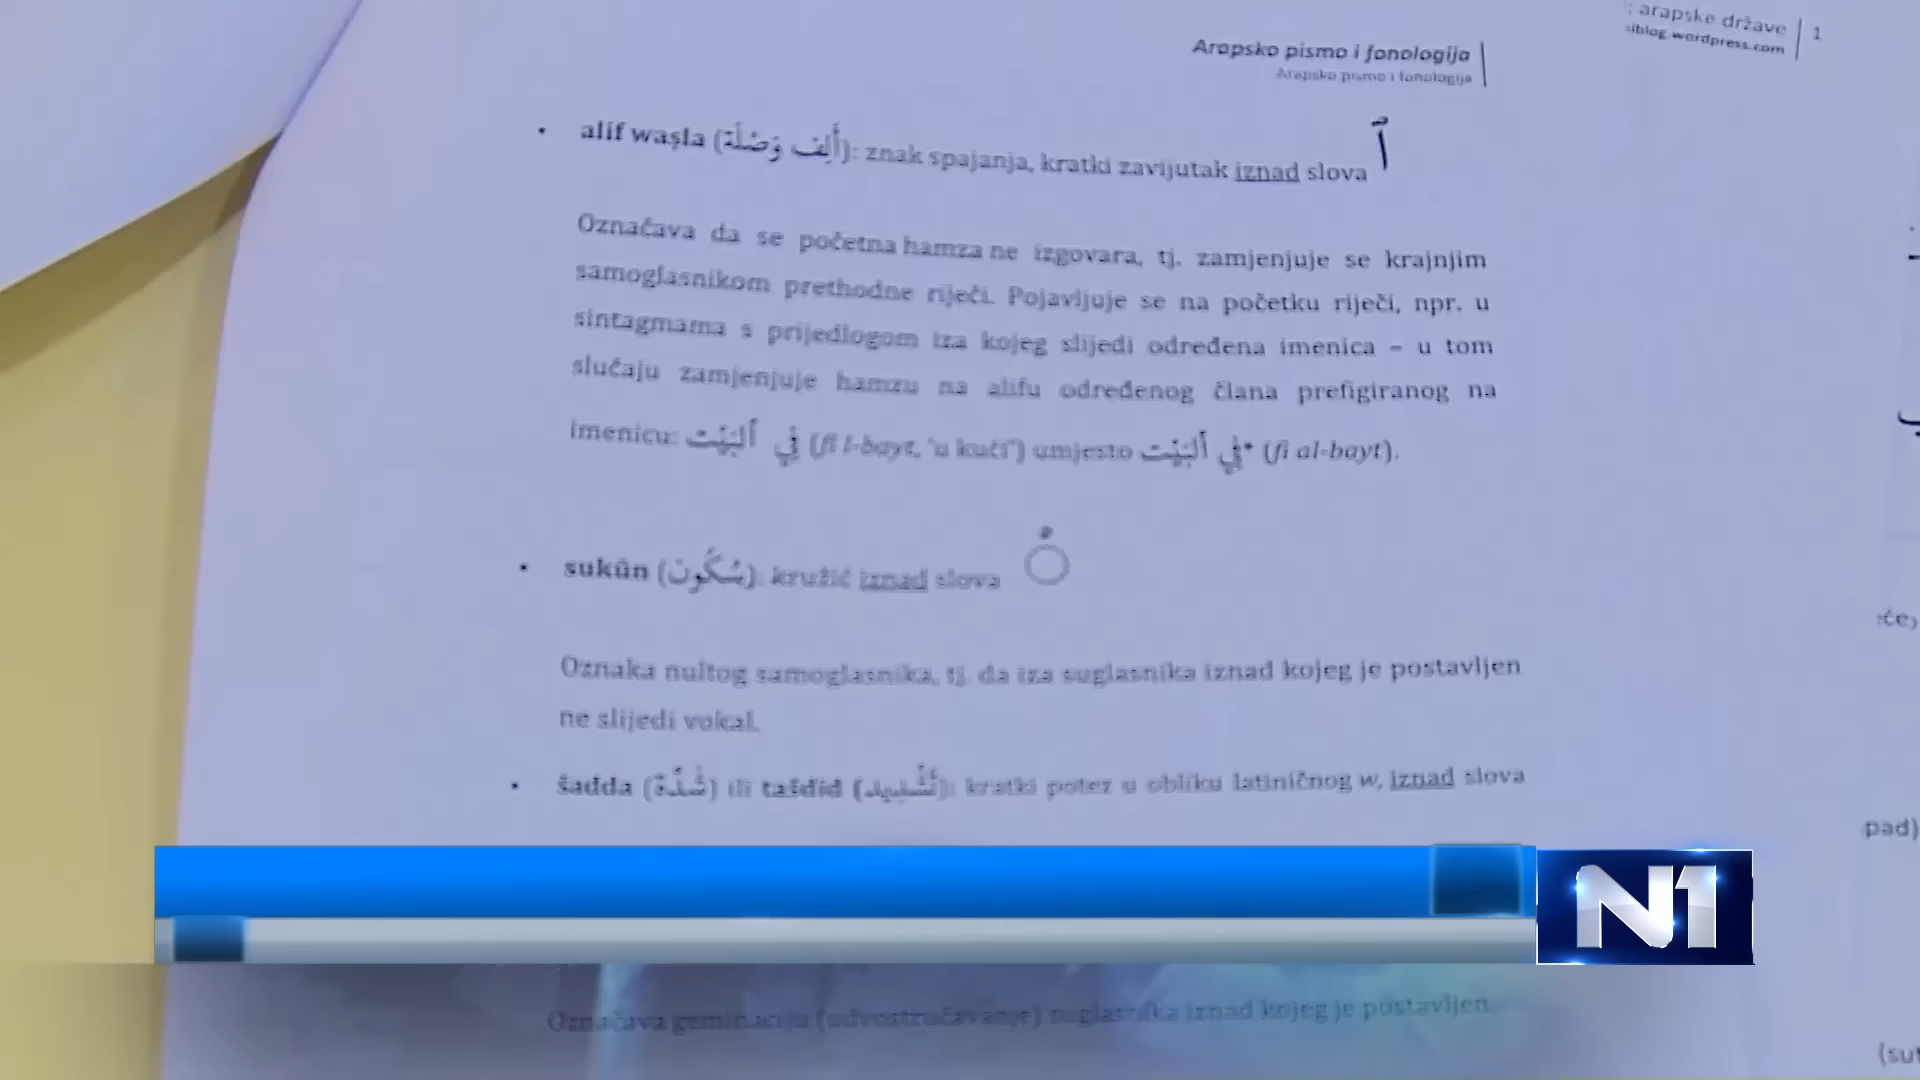 : arapske države | 1
iblog.wordpress.com
Arapsko pismo i fonologija
Arapsko pismo i fonologija
• alif waṣla (أَلِف وَصْلَة): znak spajanja, kratki zavijutak iznad slova ٱ
Označava da se početna hamza ne izgovara, tj. zamjenjuje se krajnjim
samoglasnikom prethodne riječi. Pojavljuje se na početku riječi, npr. u
sintagmama s prijedlogom iza kojeg slijedi određena imenica – u tom
slučaju zamjenjuje hamzu na alifu određenog člana prefigiranog na
imenicu: فِي ٱلبَيْت (fi l-bayt, "u kući") umjesto *فِي أَلبَيْت (fi al-bayt).
• sukūn (سُكُون): kružić iznad slova
Oznaka nultog samoglasnika, tj. da iza suglasnika iznad kojeg je postavljen
ne slijedi vokal.
• šadda (شَدَّة) ili tašdīd (تَشْدِيد): kratki potez u obliku latiničnog w, iznad slova
Označava geminaciju (udvostručavanje) suglasnika iznad kojeg je postavljen.
pad)
N1